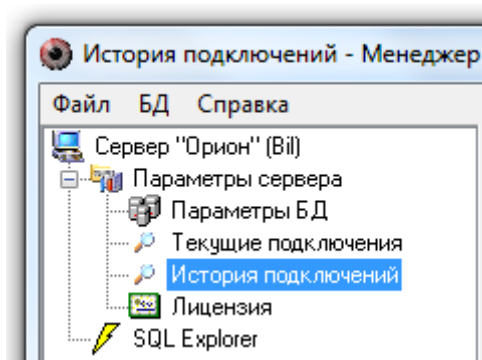 История подключений - Менеджер
Файл БД Справка
Сервер "Орион" (Bil)
Параметры сервера
Параметры БД
Текущие подключения
История подключений
Лицензия
SQL Explorer